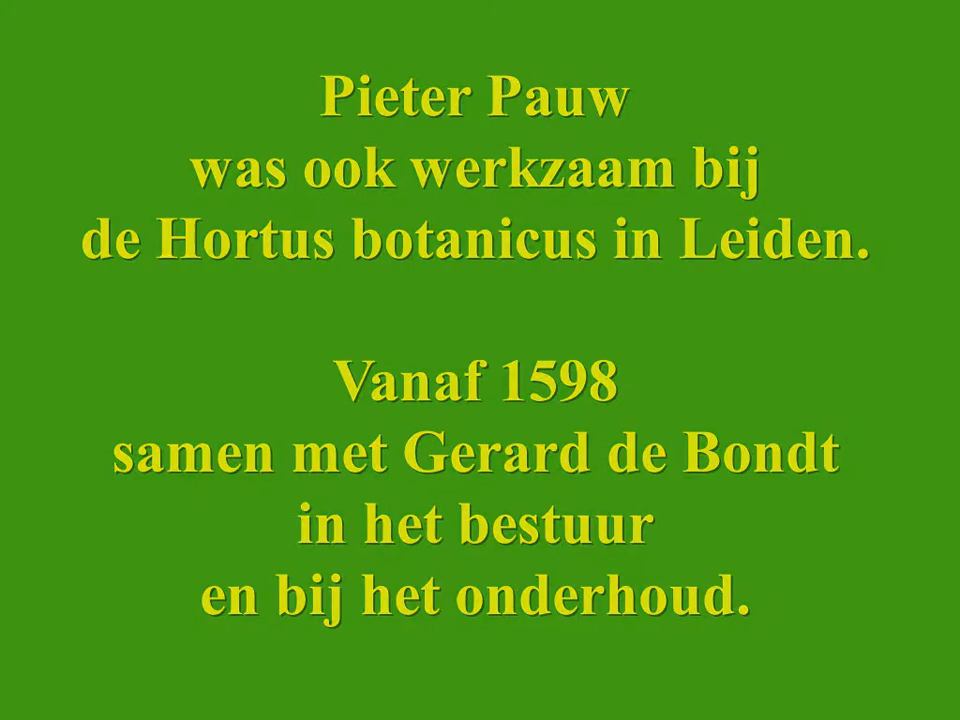 Pieter Pauw
was ook werkzaam bij
de Hortus botanicus in Leiden.
Vanaf 1598
samen met Gerard de Bondt
in het bestuur
en bij het onderhoud.